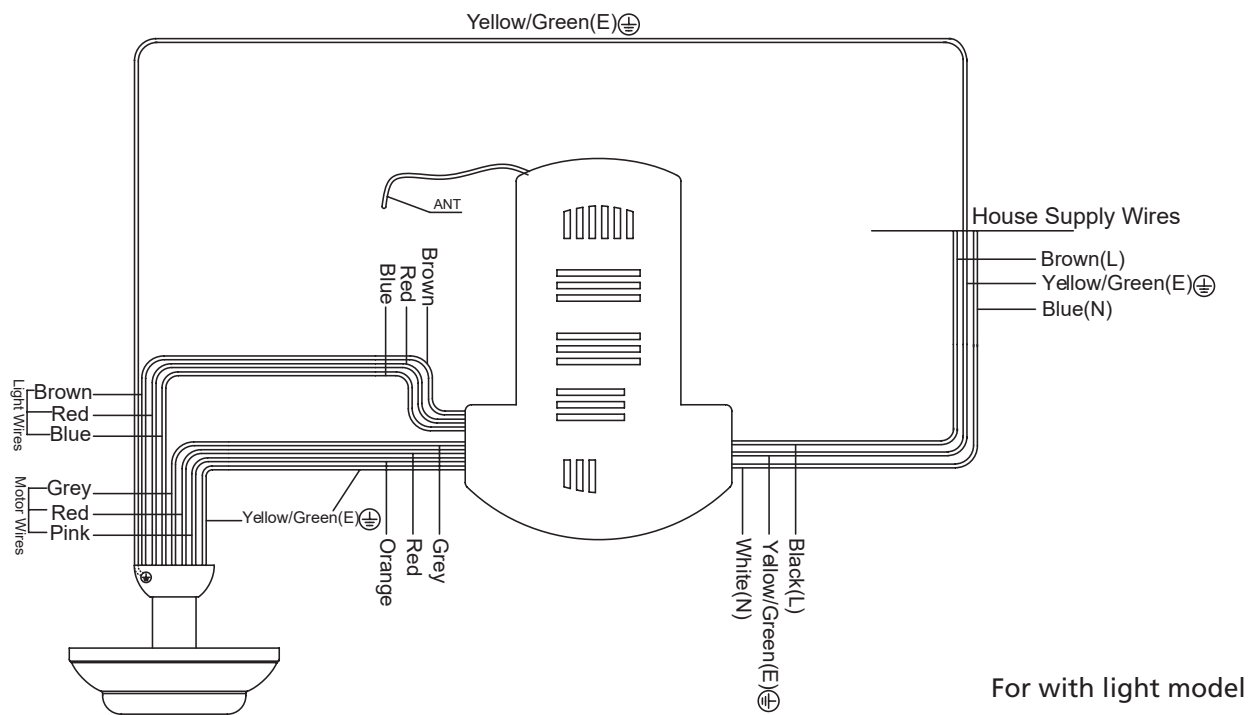 Yellow/Green(E)
ANT
House Supply Wires
Brown(L)
Yellow/Green(E)
Blue(N)
Brown
Red
Blue
Light Wires
Brown
Red
Blue
Motor Wires
Grey
Red
Pink
Yellow/Green(E)
Orange
Red
Grey
White(N)
Yellow/Green(E)
Black(L)
For with light model